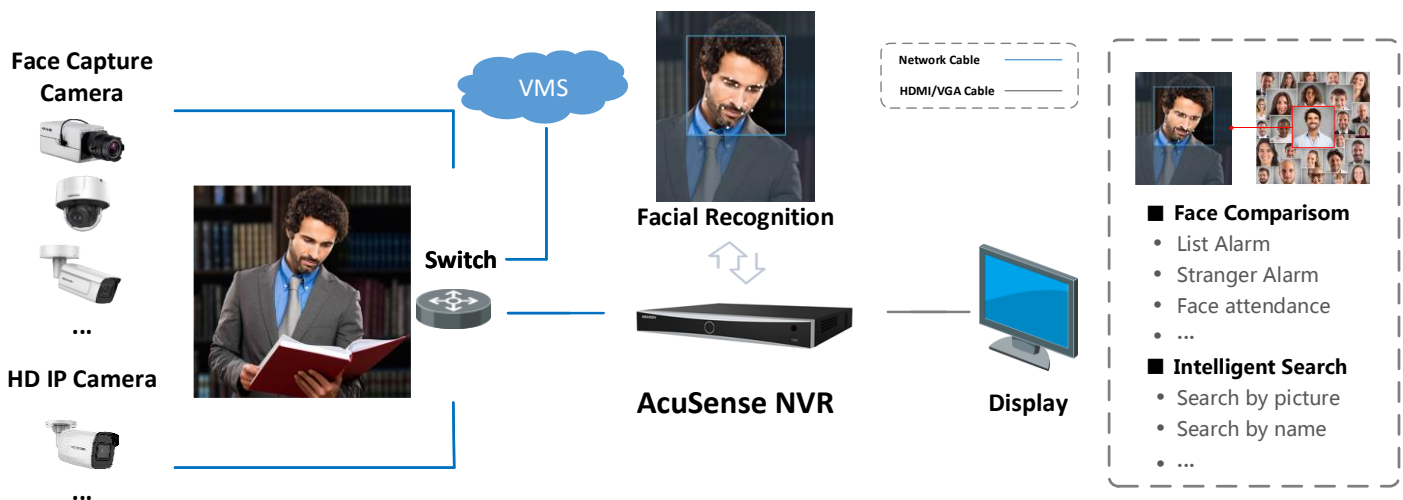 Face Capture
Camera
...
HD IP Camera
...
VMS
Switch
Facial Recognition
AcuSense NVR
Network Cable
HDMI/VGA Cable
Display
■ Face Comparisom
• List Alarm
• Stranger Alarm
• Face attendance
• ...
■ Intelligent Search
• Search by picture
• Search by name
• ...